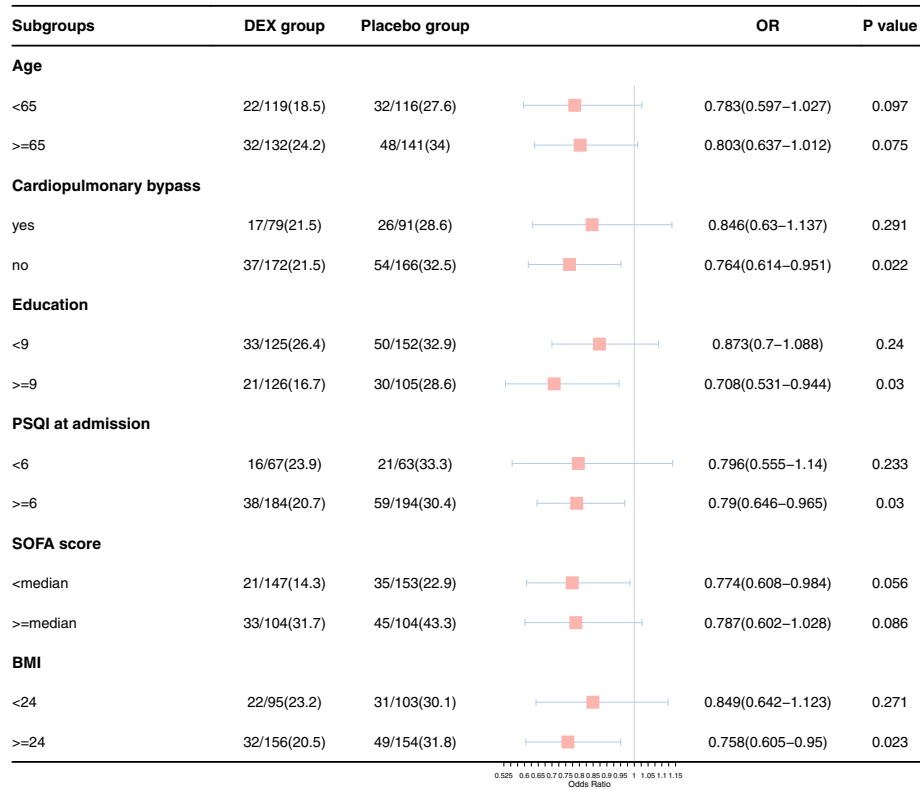 Subgroups DEX group Placebo group OR P value
Age
<65 22/119(18.5) 32/116(27.6) 0.783(0.597−1.027) 0.097
>=65 32/132(24.2) 48/141(34) 0.803(0.637−1.012) 0.075
Cardiopulmonary bypass
yes 17/79(21.5) 26/91(28.6) 0.846(0.63−1.137) 0.291
no 37/172(21.5) 54/166(32.5) 0.764(0.614−0.951) 0.022
Education
<9 33/125(26.4) 50/152(32.9) 0.873(0.7−1.088) 0.24
>=9 21/126(16.7) 30/105(28.6) 0.708(0.531−0.944) 0.03
PSQI at admission
<6 16/67(23.9) 21/63(33.3) 0.796(0.555−1.14) 0.233
>=6 38/184(20.7) 59/194(30.4) 0.79(0.646−0.965) 0.03
SOFA score
<median 21/147(14.3) 35/153(22.9) 0.774(0.608−0.984) 0.056
>=median 33/104(31.7) 45/104(43.3) 0.787(0.602−1.028) 0.086
BMI
<24 22/95(23.2) 31/103(30.1) 0.849(0.642−1.123) 0.271
>=24 32/156(20.5) 49/154(31.8) 0.758(0.605−0.95) 0.023
0.525 0.6 0.65 0.7 0.75 0.8 0.85 0.9 0.95 1 1.05 1.1 1.15
Odds Ratio